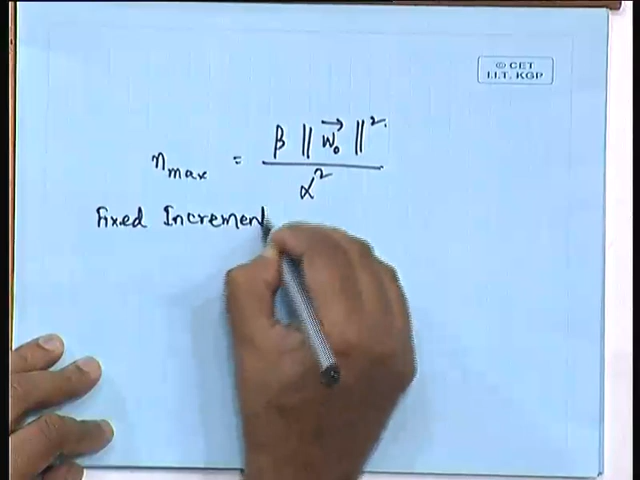 © CET
I.I.T. KGP
n_max = β ‖w₀→‖² / α²
Fixed Increment